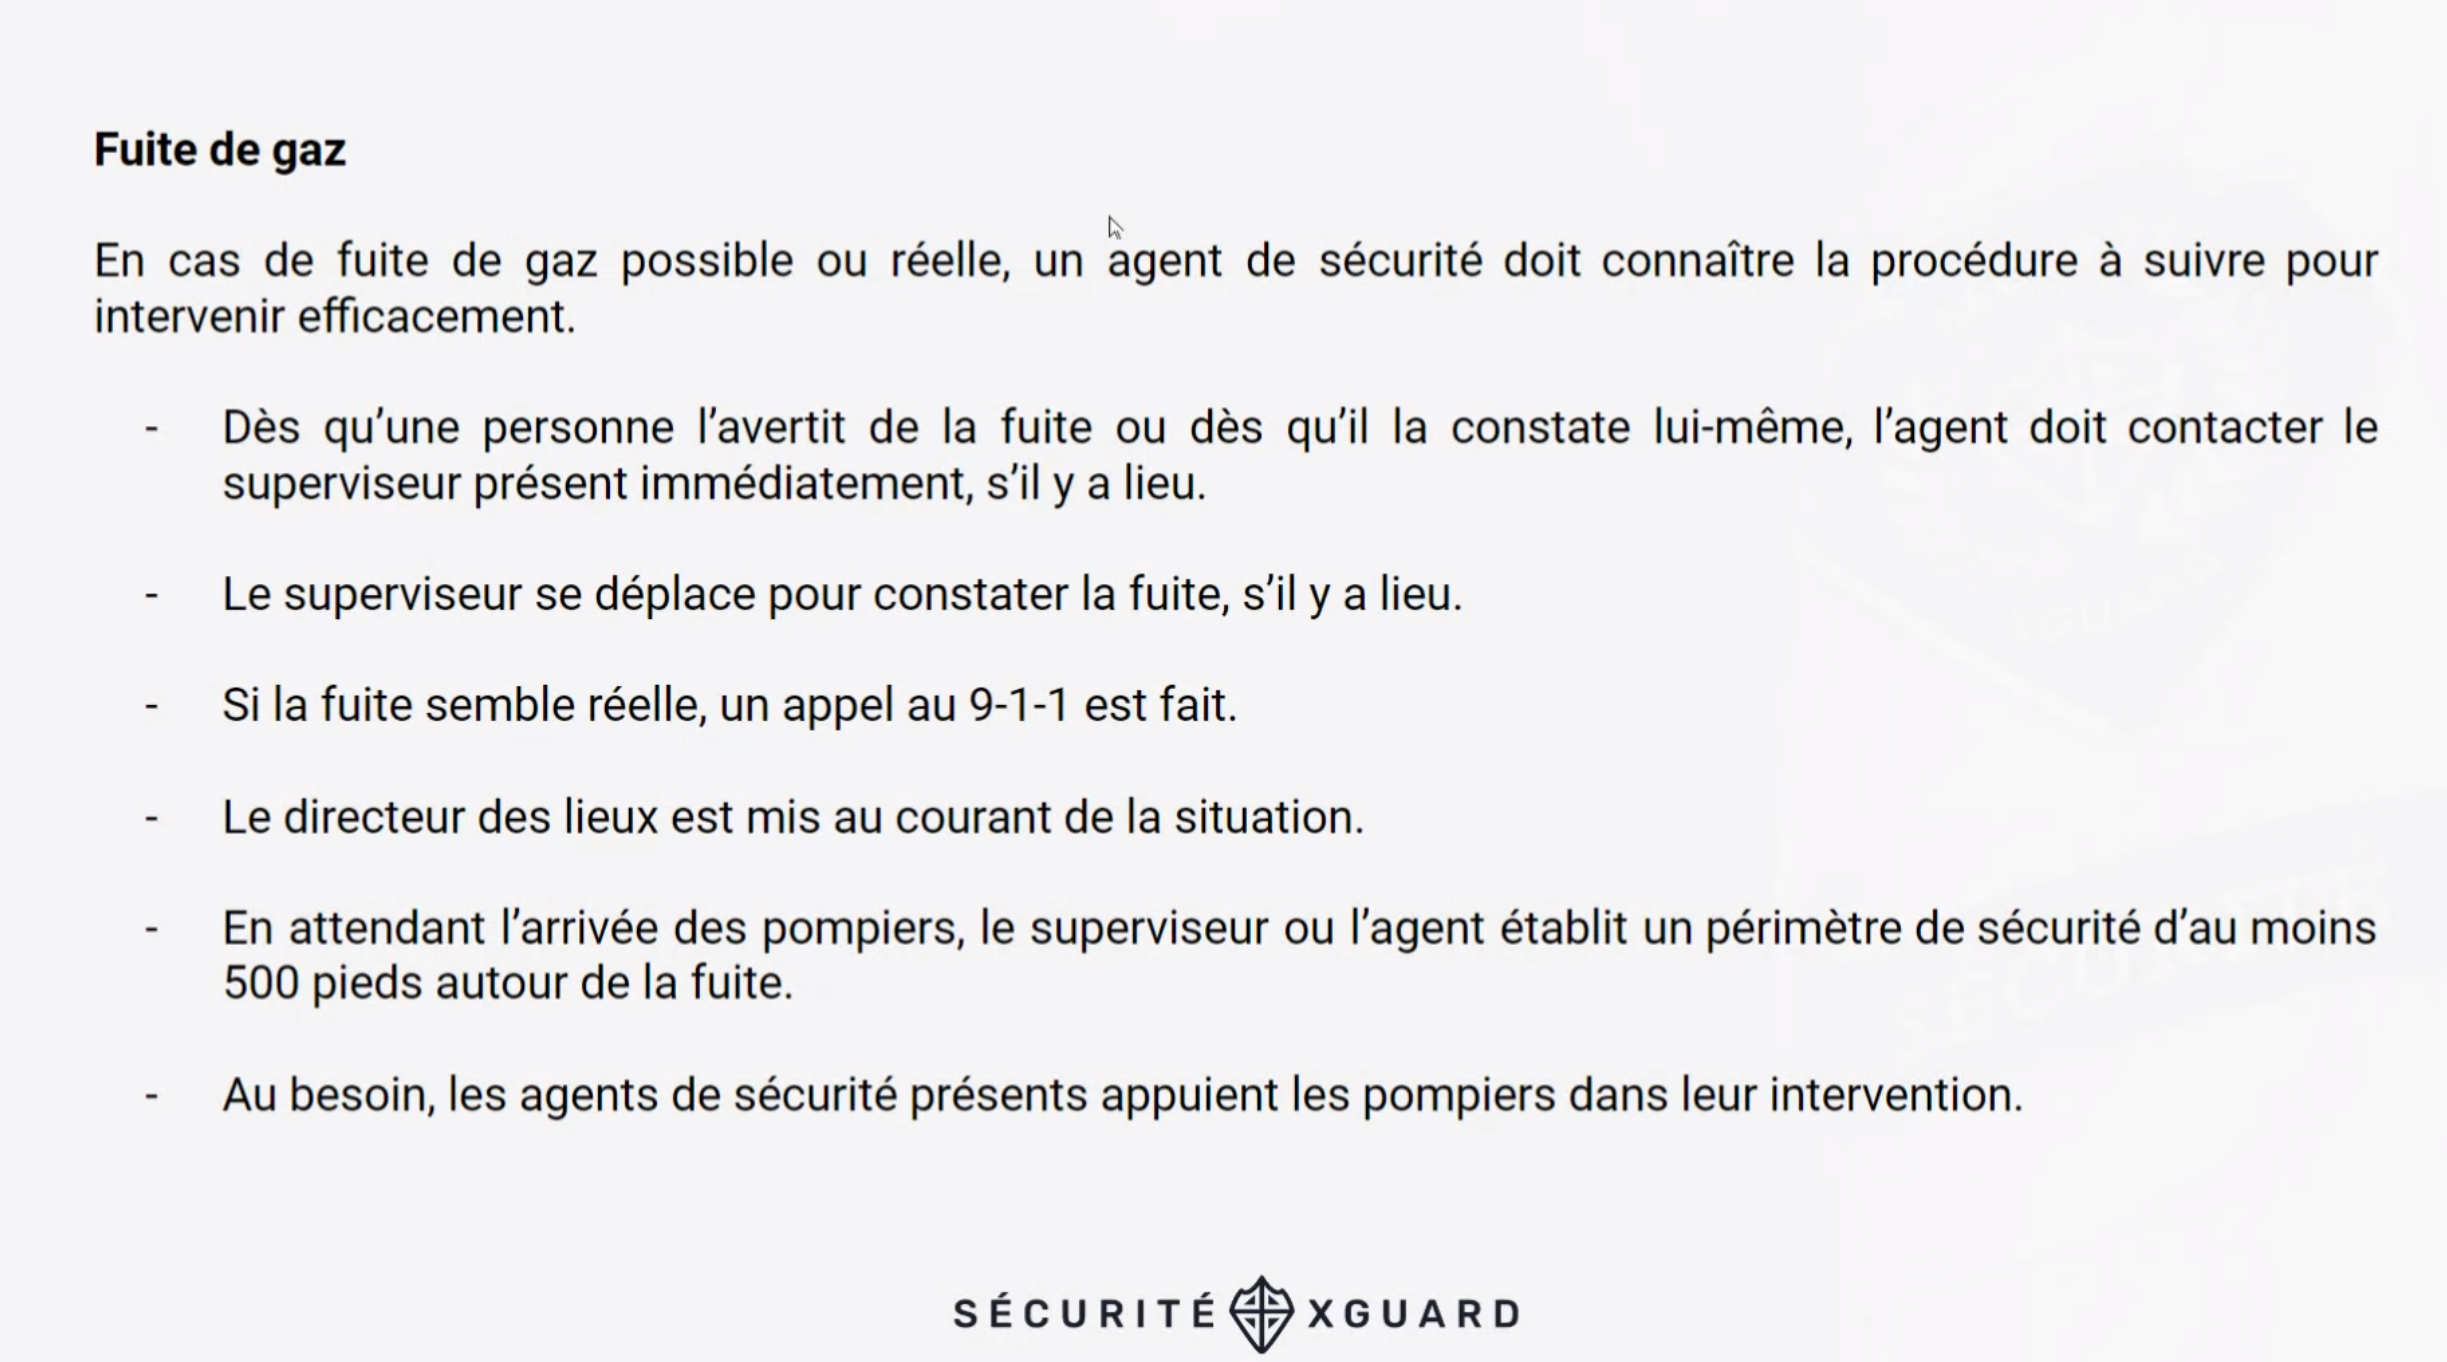 Fuite de gaz
En cas de fuite de gaz possible ou réelle, un agent de sécurité doit connaître la procédure à suivre pour
intervenir efficacement.
- Dès qu’une personne l’avertit de la fuite ou dès qu’il la constate lui-même, l’agent doit contacter le
superviseur présent immédiatement, s’il y a lieu.
- Le superviseur se déplace pour constater la fuite, s’il y a lieu.
- Si la fuite semble réelle, un appel au 9-1-1 est fait.
- Le directeur des lieux est mis au courant de la situation.
- En attendant l’arrivée des pompiers, le superviseur ou l’agent établit un périmètre de sécurité d’au moins
500 pieds autour de la fuite.
- Au besoin, les agents de sécurité présents appuient les pompiers dans leur intervention.
SÉCURITÉ XGUARD